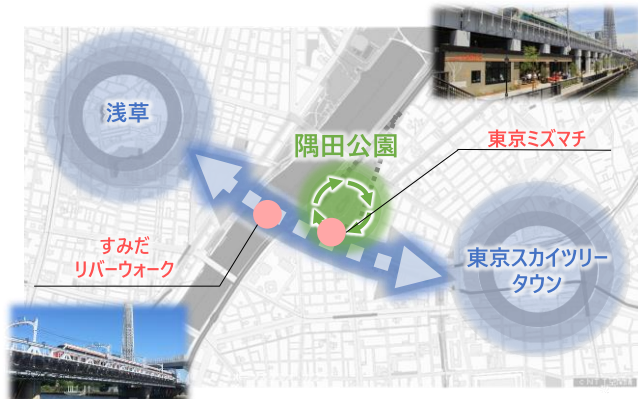 浅草
隅田公園
東京ミズマチ
すみだ
リバーウォーク
東京スカイツリー
タウン